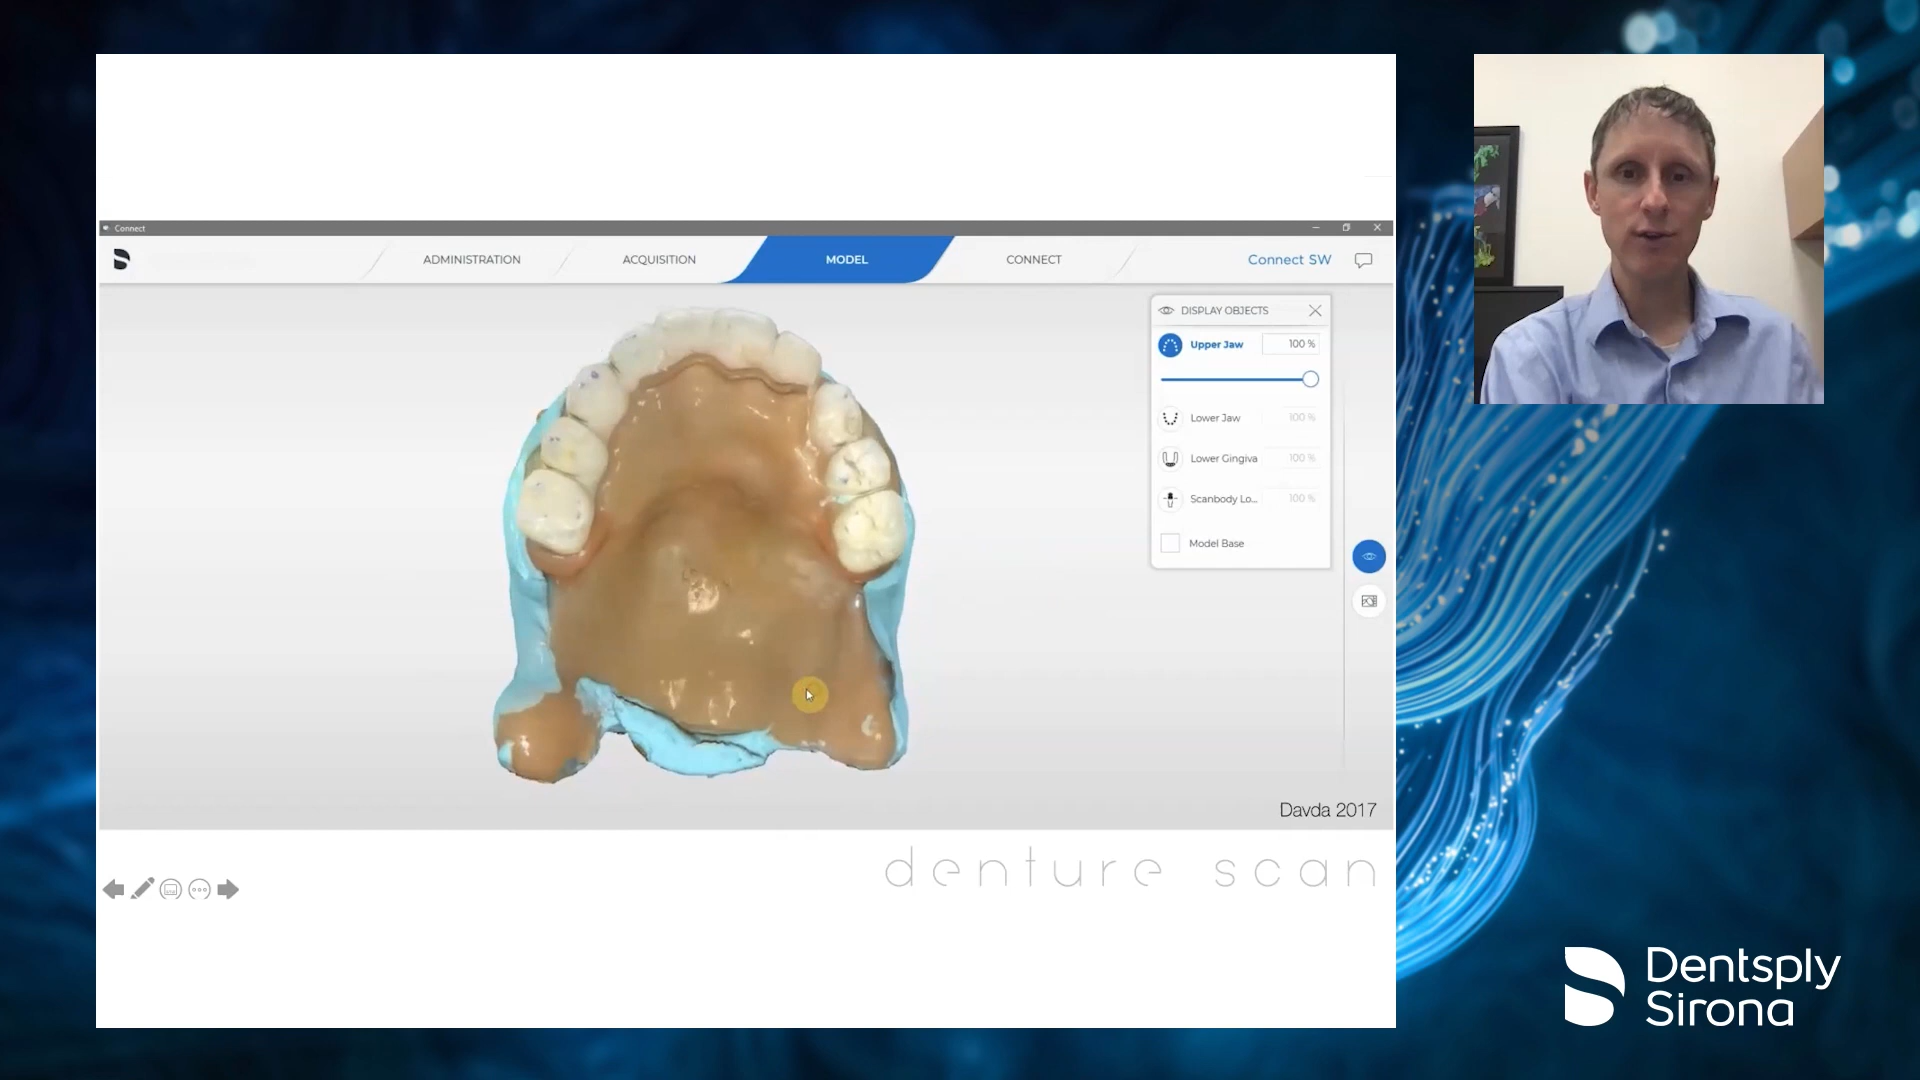 Connect
ADMINISTRATION
ACQUISITION
MODEL
CONNECT
Connect SW
DISPLAY OBJECTS
Upper Jaw 100 %
Lower Jaw 100 %
Lower Gingiva 100 %
Scanbody Lo... 100 %
Model Base
Davda 2017
denture scan
Dentsply
Sirona